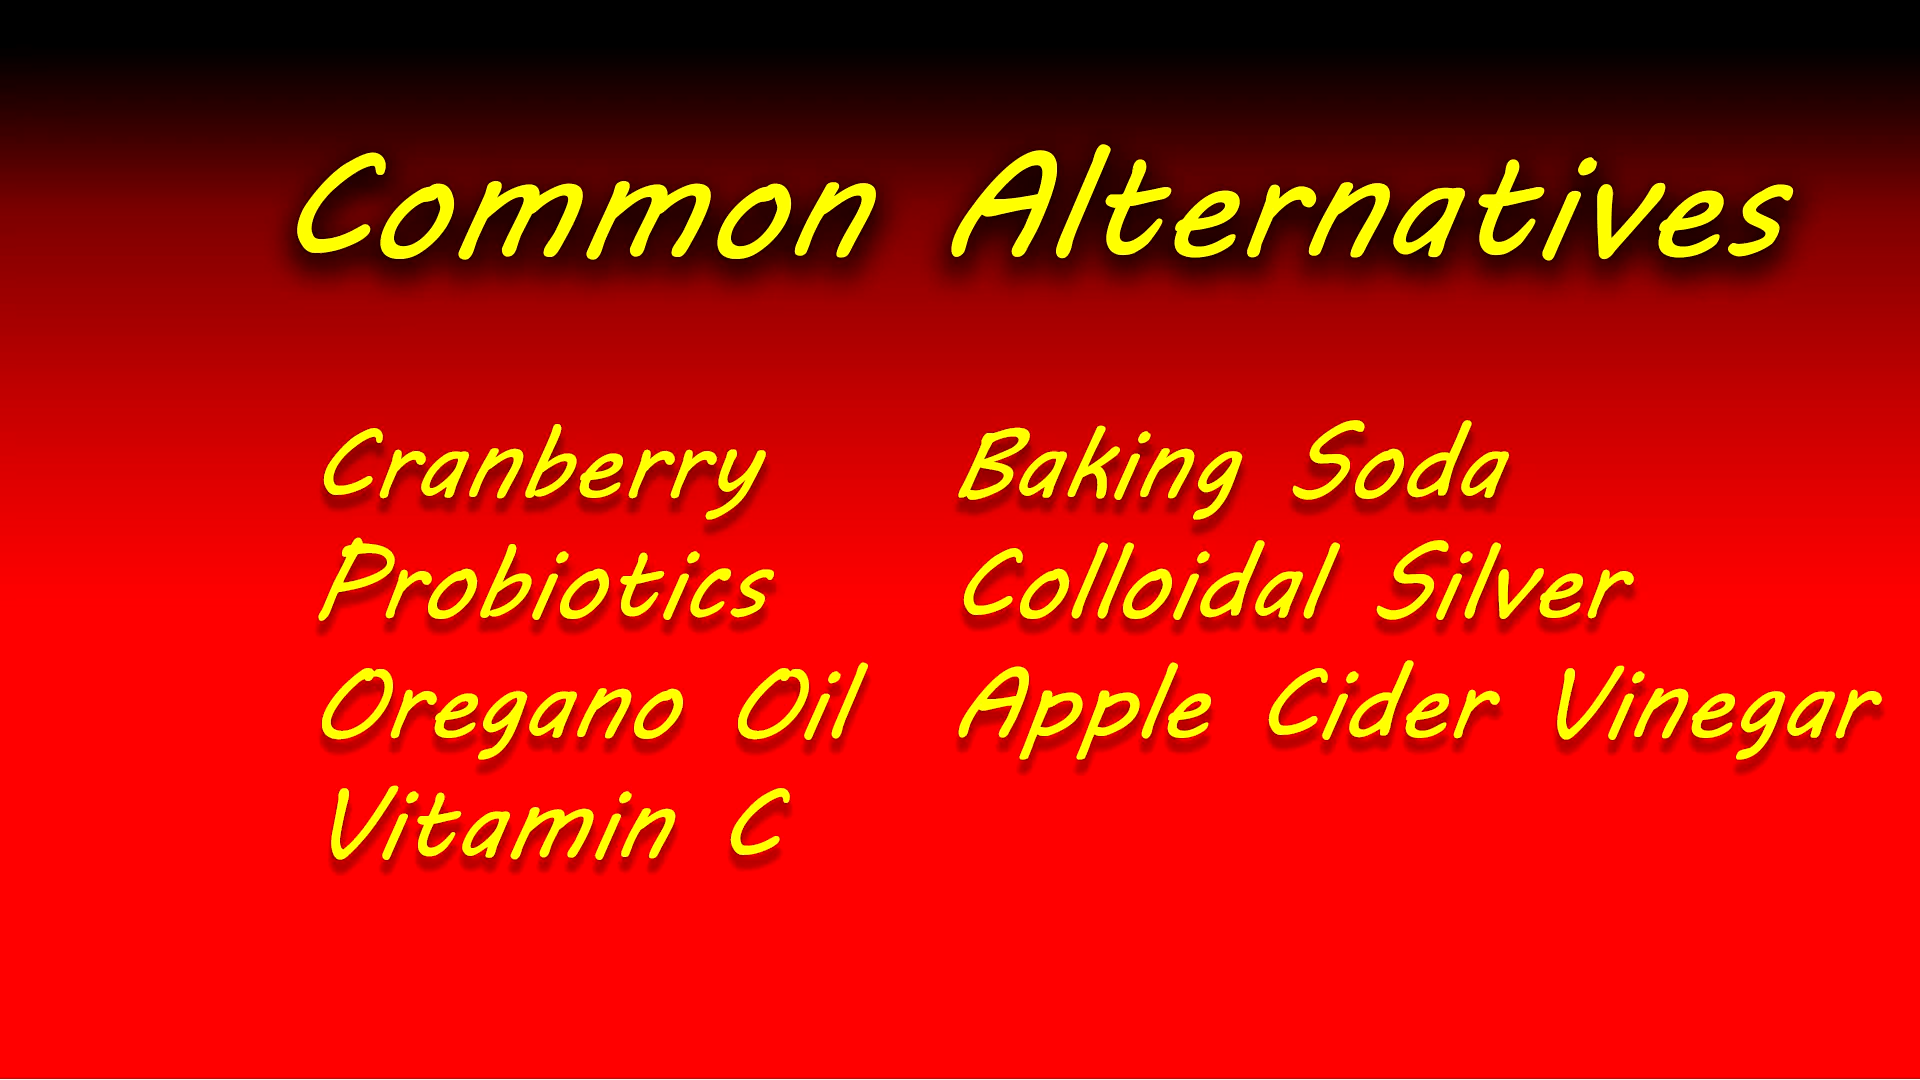 Common Alternatives
Cranberry
Probiotics
Oregano Oil
Vitamin C
Baking Soda
Colloidal Silver
Apple Cider Vinegar